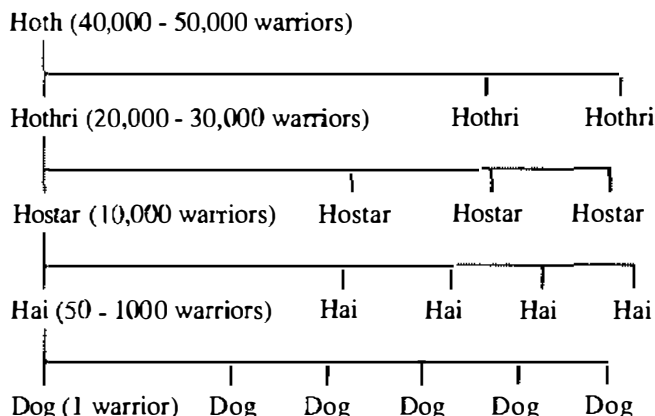 Hoth (40,000 - 50,000 warriors)
Hothri (20,000 - 30,000 warriors) Hothri Hothri
Hostar (10,000 warriors) Hostar Hostar Hostar
Hai (50 - 1000 warriors) Hai Hai Hai Hai
Dog (1 warrior) Dog Dog Dog Dog Dog